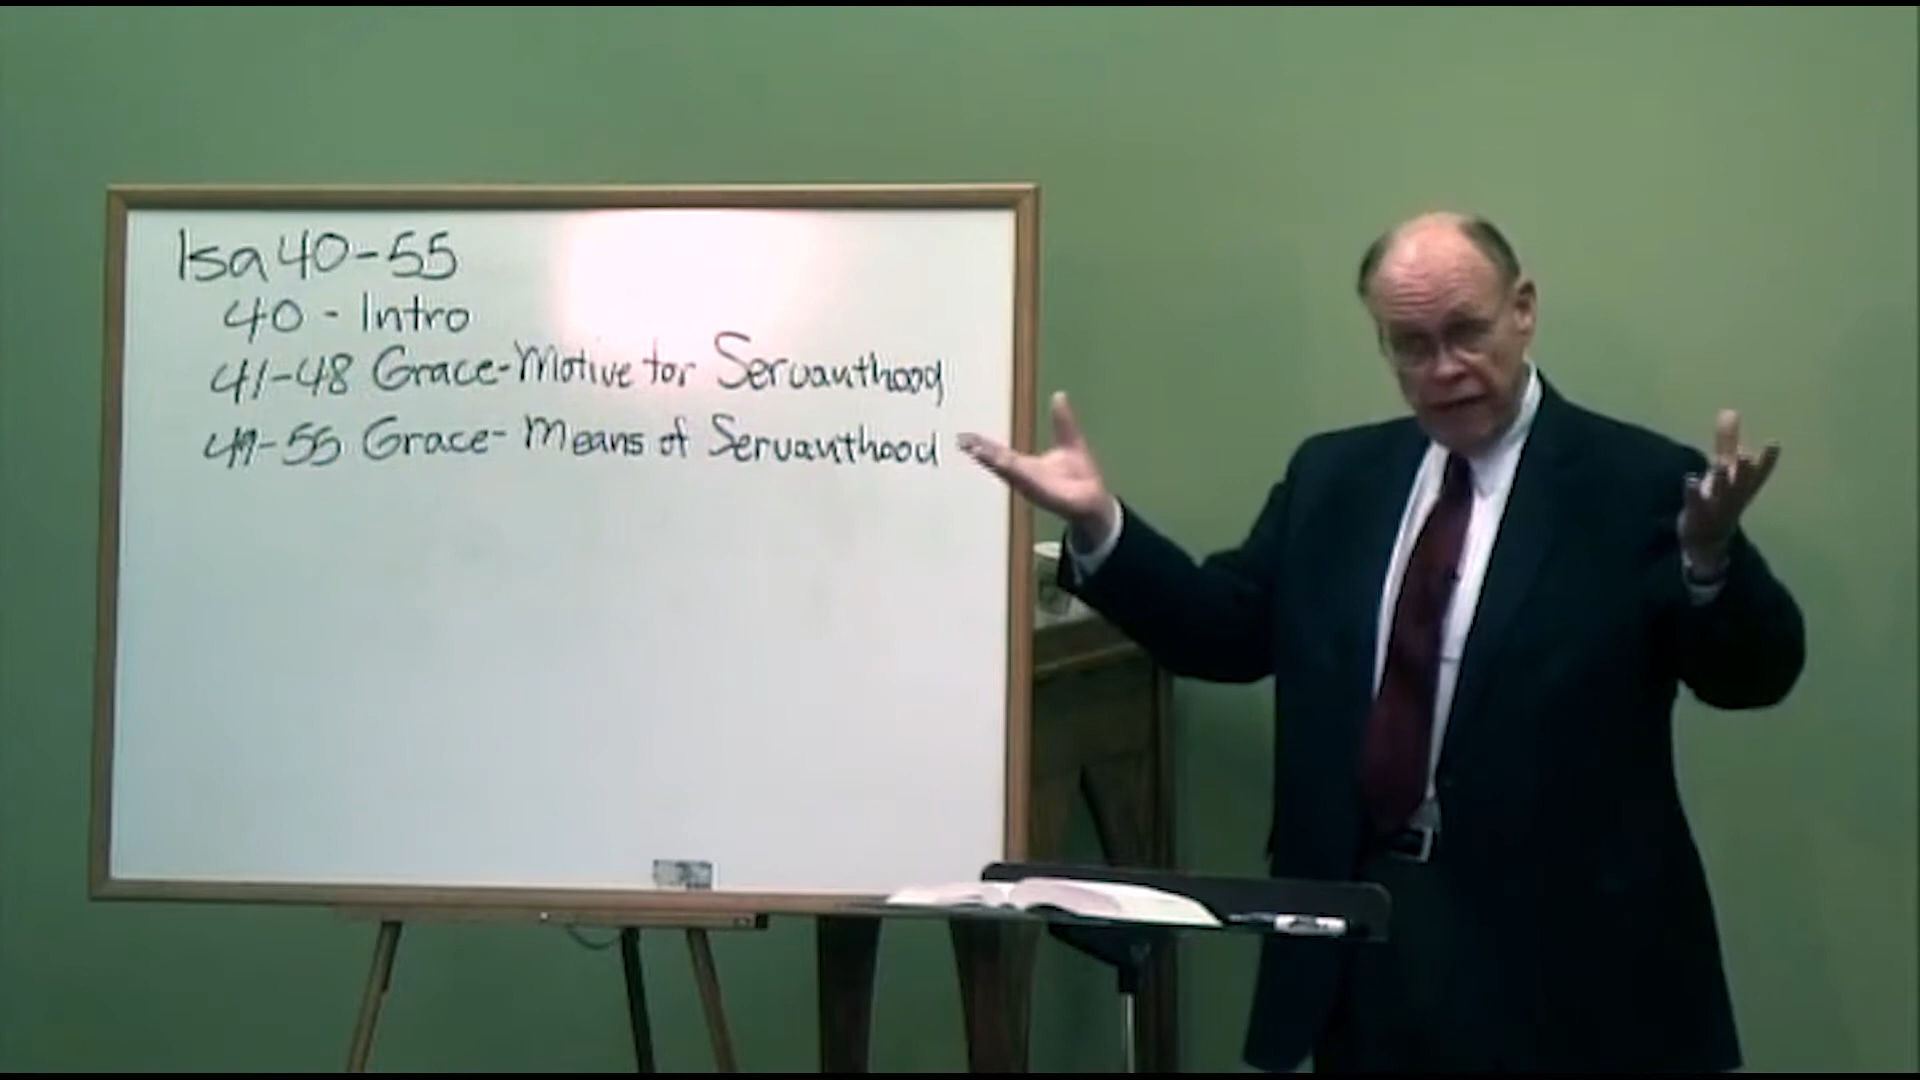 Isa 40-55
40 - Intro
41-48 Grace-Motive for Servanthood
49-55 Grace- Means of Servanthood